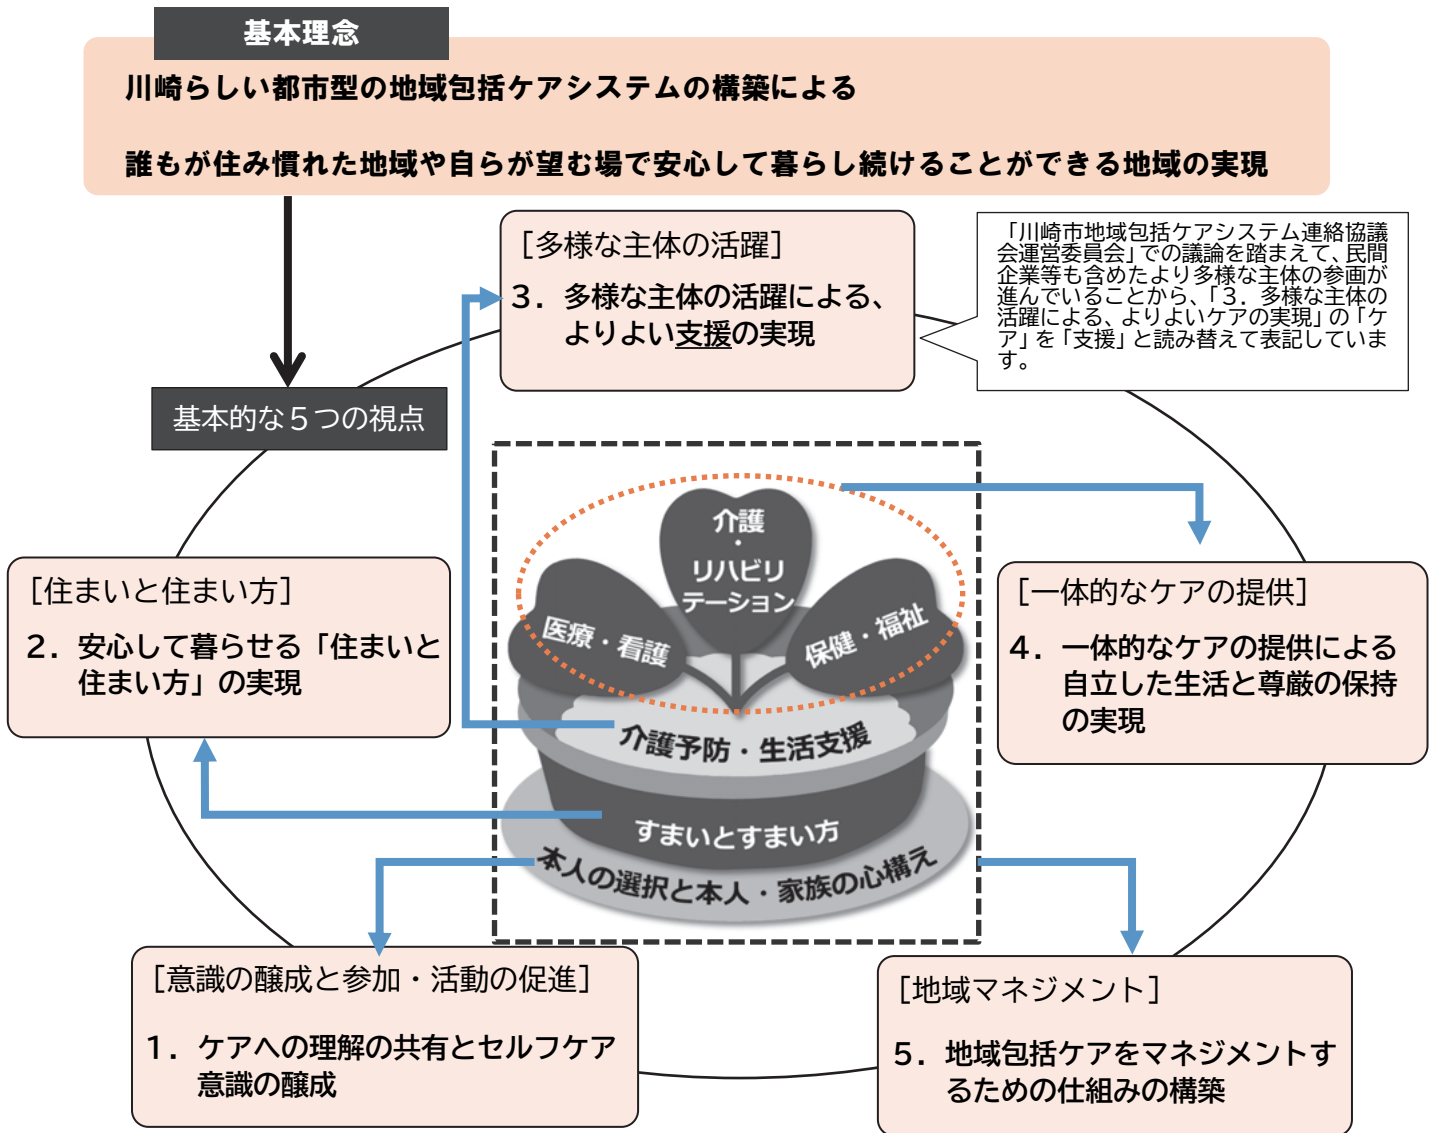 基本理念
川崎らしい都市型の地域包括ケアシステムの構築による
誰もが住み慣れた地域や自らが望む場で安心して暮らし続けることができる地域の実現
［多様な主体の活躍］
３．多様な主体の活躍による、
よりよい支援の実現
「川崎市地域包括ケアシステム連絡協議
会運営委員会」での議論を踏まえて、民間
企業等も含めたより多様な主体の参画が
進んでいることから、「３．多様な主体の
活躍による、よりよいケアの実現」の「ケ
ア」を「支援」と読み替えて表記していま
す。
基本的な５つの視点
介護
・
リハビリ
テーション
医療・看護
保健・福祉
介護予防・生活支援
すまいとすまい方
本人の選択と本人・家族の心構え
［住まいと住まい方］
２．安心して暮らせる「住まいと
住まい方」の実現
［一体的なケアの提供］
４．一体的なケアの提供による
自立した生活と尊厳の保持
の実現
［意識の醸成と参加・活動の促進］
１．ケアへの理解の共有とセルフケア
意識の醸成
［地域マネジメント］
５．地域包括ケアをマネジメントす
るための仕組みの構築